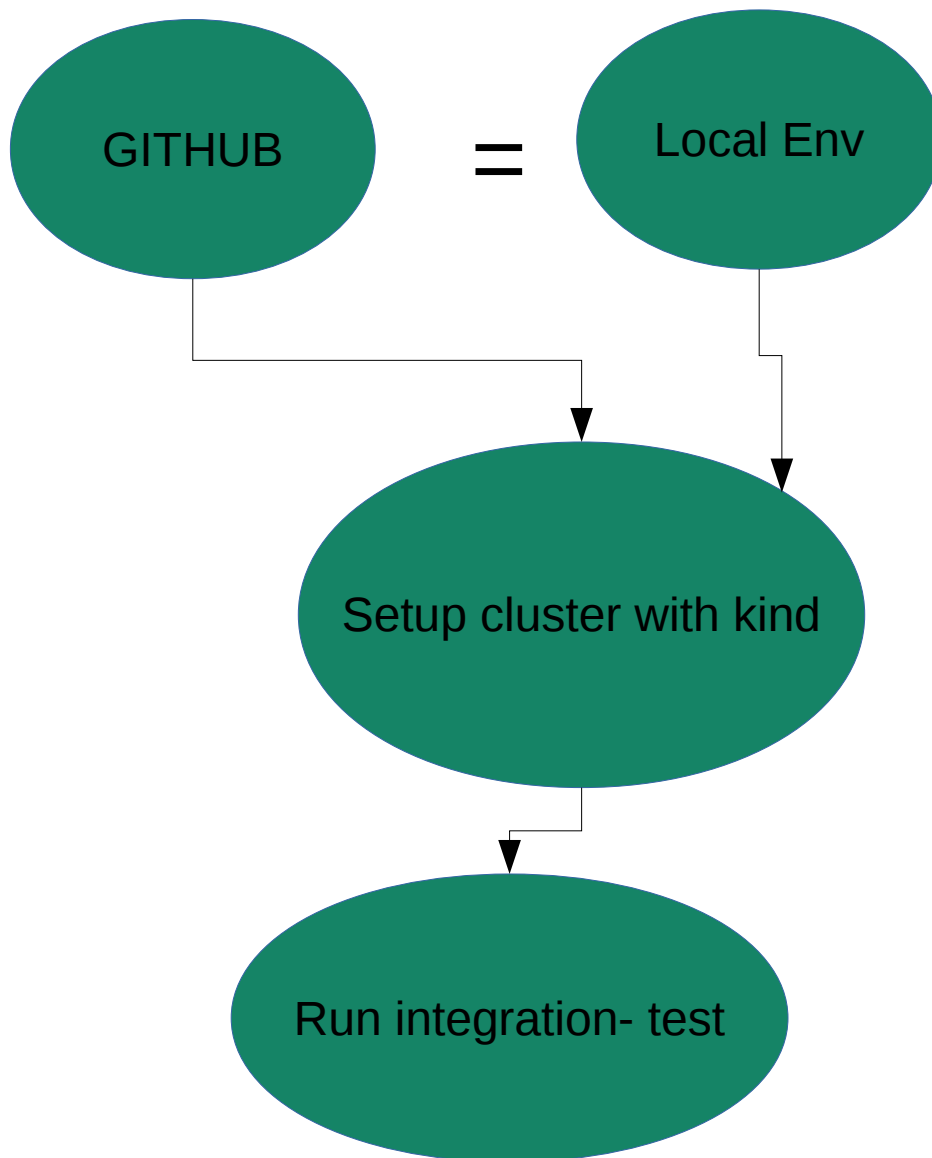 GITHUB
=
Local Env
Setup cluster with kind
Run integration- test